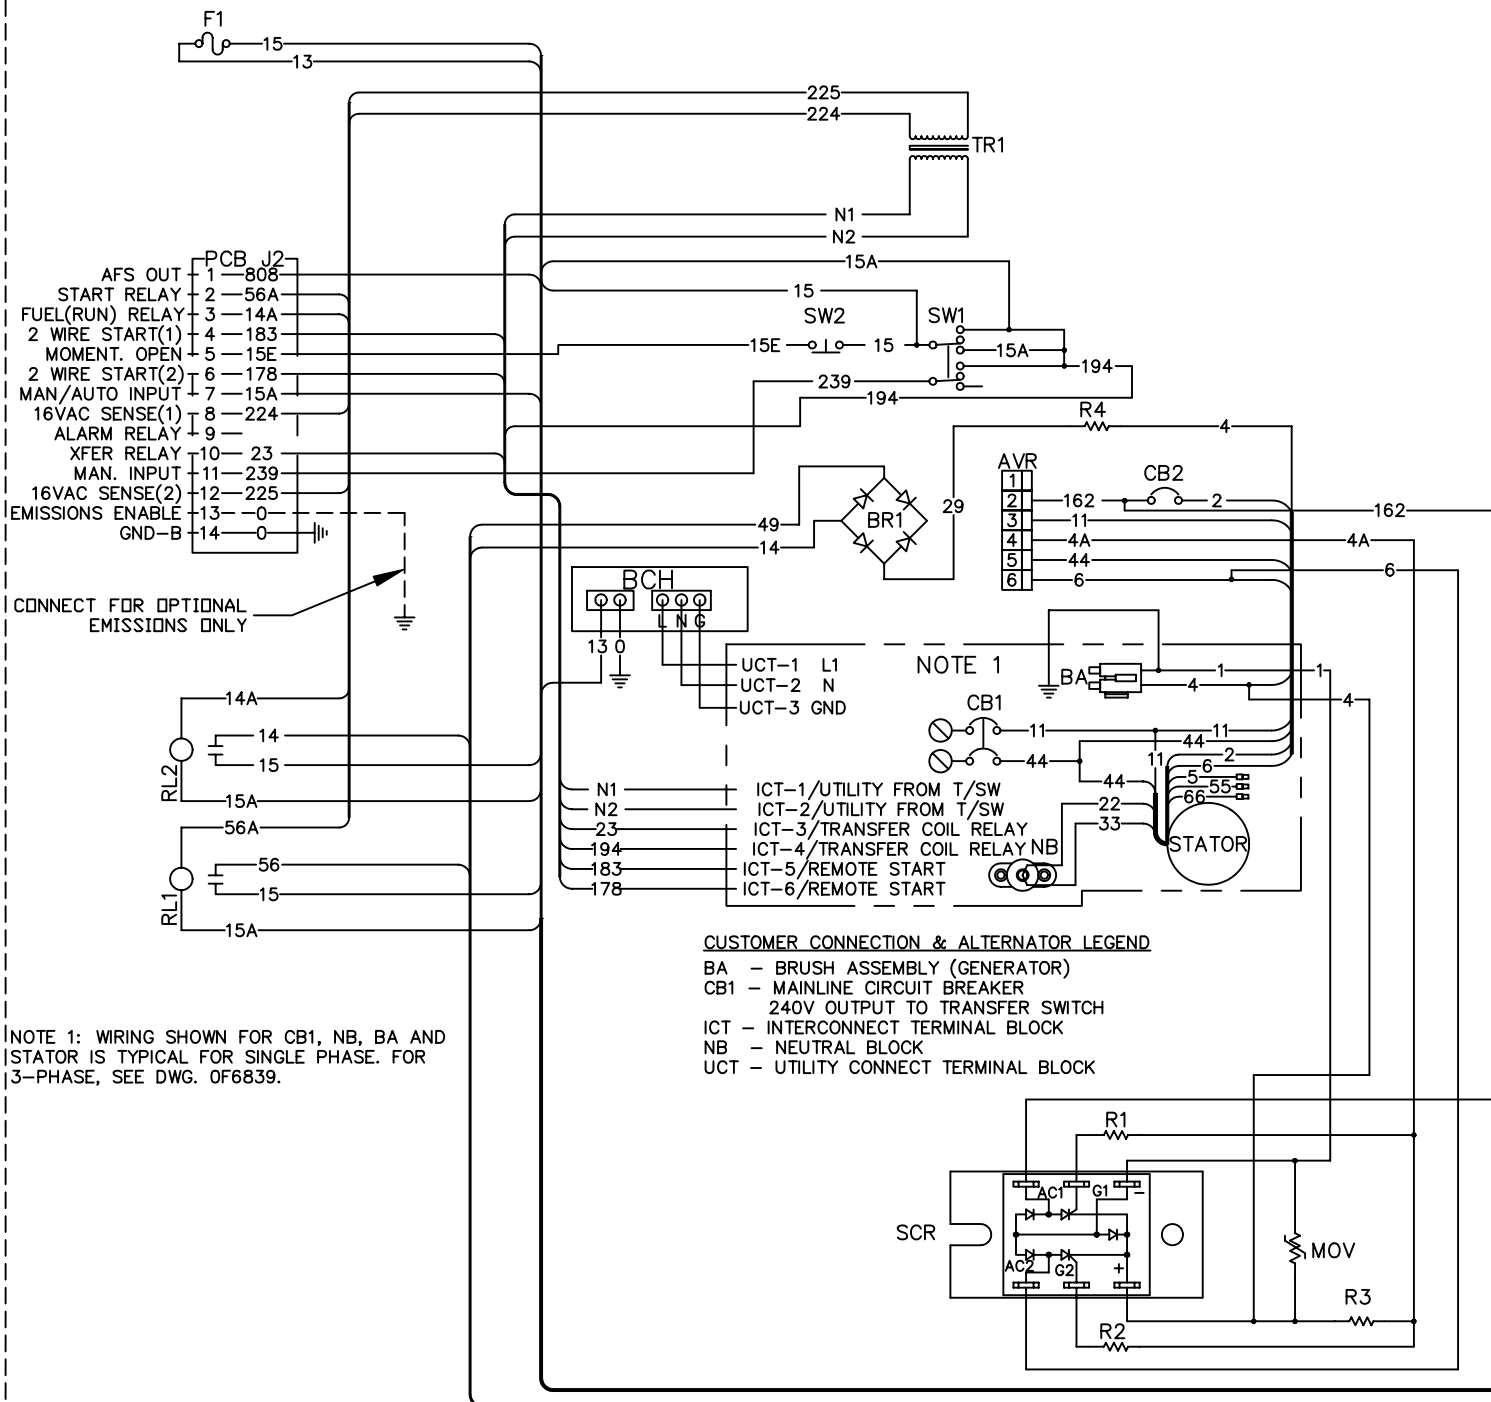 F1
15
13
225
224
TR1
N1
N2
15A
15
SW2
SW1
15E
15
15A
194
239
194
R4
4
PCB J2
AFS OUT 1 808
START RELAY 2 56A
FUEL(RUN) RELAY 3 14A
2 WIRE START(1) 4 183
MOMENT. OPEN 5 15E
2 WIRE START(2) 6 178
MAN/AUTO INPUT 7 15A
16VAC SENSE(1) 8 224
ALARM RELAY 9
XFER RELAY 10 23
MAN. INPUT 11 239
16VAC SENSE(2) 12 225
EMISSIONS ENABLE 13 0
GND-B 14 0
CONNECT FOR OPTIONAL
EMISSIONS ONLY
49
14
BR1
29
AVR
1
2 162
3 11
4 4A
5 44
6 6
CB2
2
162
4A
6
BCH
L N G
13 0
UCT-1 L1
UCT-2 N
UCT-3 GND
NOTE 1
BA
1
4
1
4
CB1
11
11
44
44
11
2
6
5
55
66
44
22
33
STATOR
NB
14A
14
15
RL2
15A
56A
56
15
RL1
15A
N1 ICT-1/UTILITY FROM T/SW
N2 ICT-2/UTILITY FROM T/SW
23 ICT-3/TRANSFER COIL RELAY
194 ICT-4/TRANSFER COIL RELAY
183 ICT-5/REMOTE START
178 ICT-6/REMOTE START
CUSTOMER CONNECTION & ALTERNATOR LEGEND
BA - BRUSH ASSEMBLY (GENERATOR)
CB1 - MAINLINE CIRCUIT BREAKER
240V OUTPUT TO TRANSFER SWITCH
ICT - INTERCONNECT TERMINAL BLOCK
NB - NEUTRAL BLOCK
UCT - UTILITY CONNECT TERMINAL BLOCK
NOTE 1: WIRING SHOWN FOR CB1, NB, BA AND
STATOR IS TYPICAL FOR SINGLE PHASE. FOR
3-PHASE, SEE DWG. 0F6839.
R1
SCR
AC1 G1 -
AC2 G2 +
MOV
R3
R2